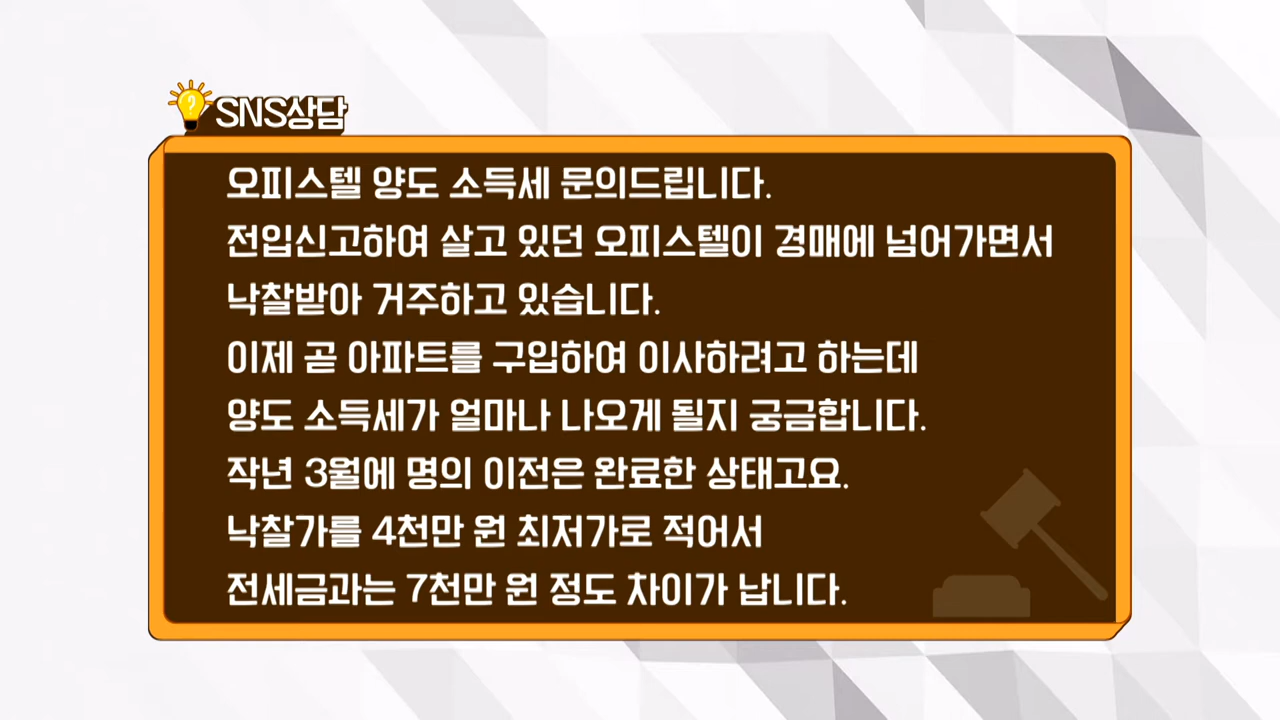 SNS상담
오피스텔 양도 소득세 문의드립니다.
전입신고하여 살고 있던 오피스텔이 경매에 넘어가면서
낙찰받아 거주하고 있습니다.
이제 곧 아파트를 구입하여 이사하려고 하는데
양도 소득세가 얼마나 나오게 될지 궁금합니다.
작년 3월에 명의 이전은 완료한 상태고요.
낙찰가를 4천만 원 최저가로 적어서
전세금과는 7천만 원 정도 차이가 납니다.